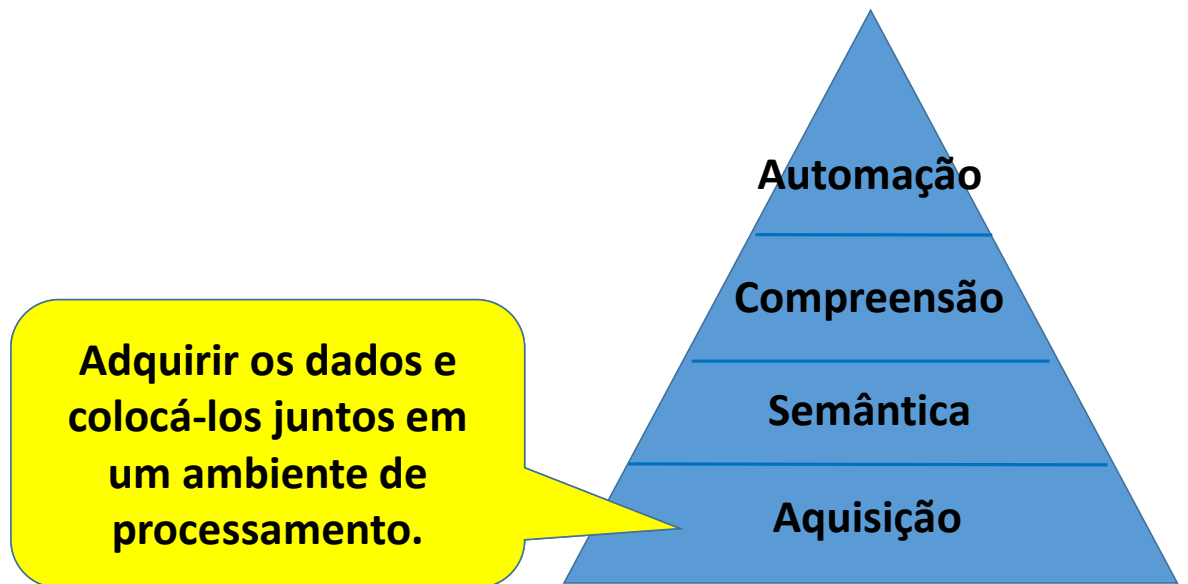 Automação
Compreensão
Semântica
Aquisição
Adquirir os dados e
colocá-los juntos em
um ambiente de
processamento.